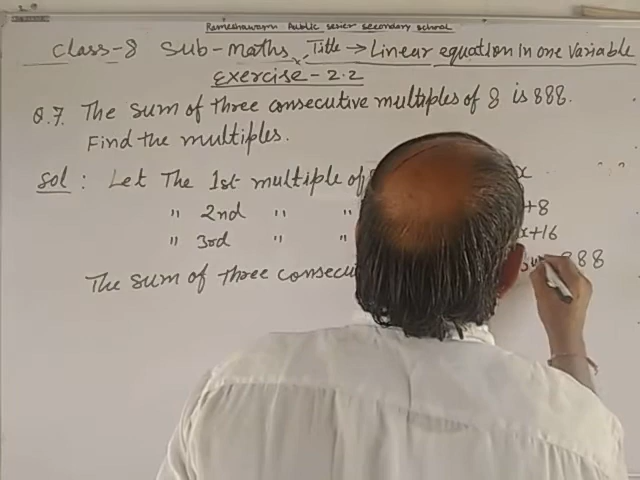 Rameshawaram Public senior secondary school
Class-8 Sub-Maths, Title → Linear equation in one variable
Exercise-2.2
Q.7. The sum of three consecutive multiples of 8 is 888.
Find the multiples.
Sol : Let The 1st multiple of x
" 2nd " " +8
" 3rd " " x+16
The sum of three 888